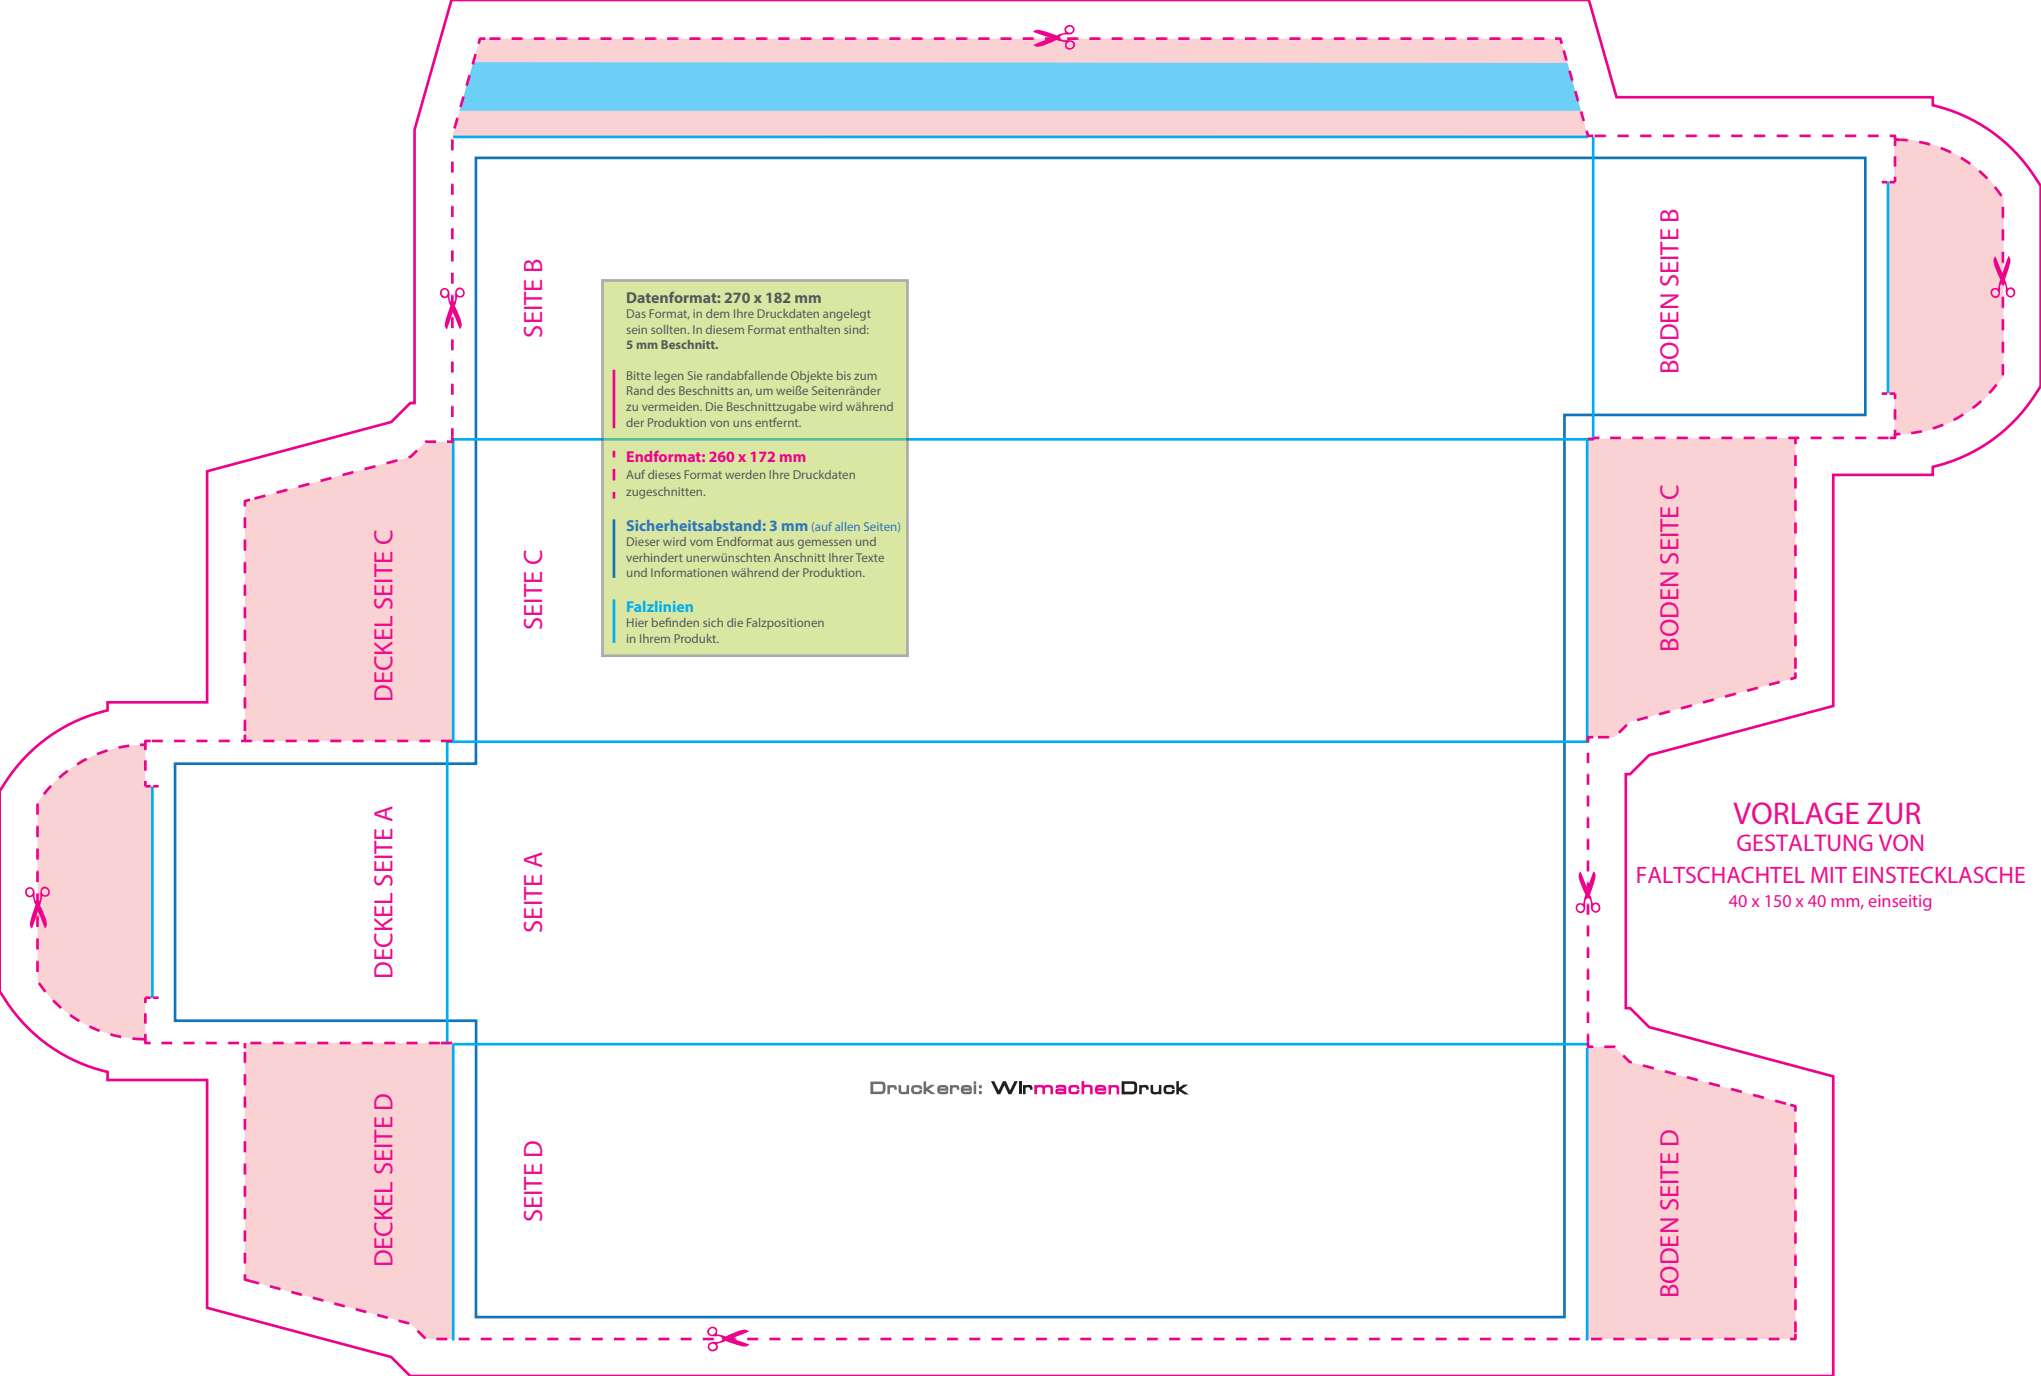 SEITE B
BODEN SEITE B
Datenformat: 270 x 182 mm
Das Format, in dem Ihre Druckdaten angelegt
sein sollten. In diesem Format enthalten sind:
5 mm Beschnitt.
Bitte legen Sie randabfallende Objekte bis zum
Rand des Beschnitts an, um weiße Seitenränder
zu vermeiden. Die Beschnittzugabe wird während
der Produktion von uns entfernt.
Endformat: 260 x 172 mm
Auf dieses Format werden Ihre Druckdaten
zugeschnitten.
Sicherheitsabstand: 3 mm (auf allen Seiten)
Dieser wird vom Endformat aus gemessen und
verhindert unerwünschten Anschnitt Ihrer Texte
und Informationen während der Produktion.
Falzlinien
Hier befinden sich die Falzpositionen
in Ihrem Produkt.
DECKEL SEITE C
SEITE C
BODEN SEITE C
DECKEL SEITE A
SEITE A
VORLAGE ZUR
GESTALTUNG VON
FALTSCHACHTEL MIT EINSTECKLASCHE
40 x 150 x 40 mm, einseitig
Druckerei: WIrmachenDruck
DECKEL SEITE D
SEITE D
BODEN SEITE D